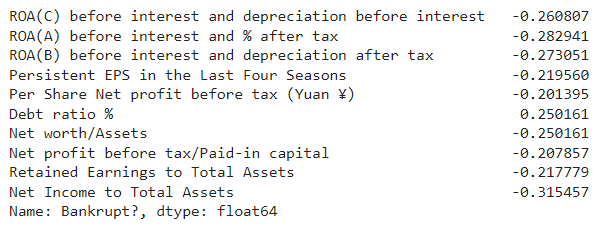 ROA(C) before interest and depreciation before interest -0.260807
ROA(A) before interest and % after tax -0.282941
ROA(B) before interest and depreciation after tax -0.273051
Persistent EPS in the Last Four Seasons -0.219560
Per Share Net profit before tax (Yuan ¥) -0.201395
Debt ratio % 0.250161
Net worth/Assets -0.250161
Net profit before tax/Paid-in capital -0.207857
Retained Earnings to Total Assets -0.217779
Net Income to Total Assets -0.315457
Name: Bankrupt?, dtype: float64